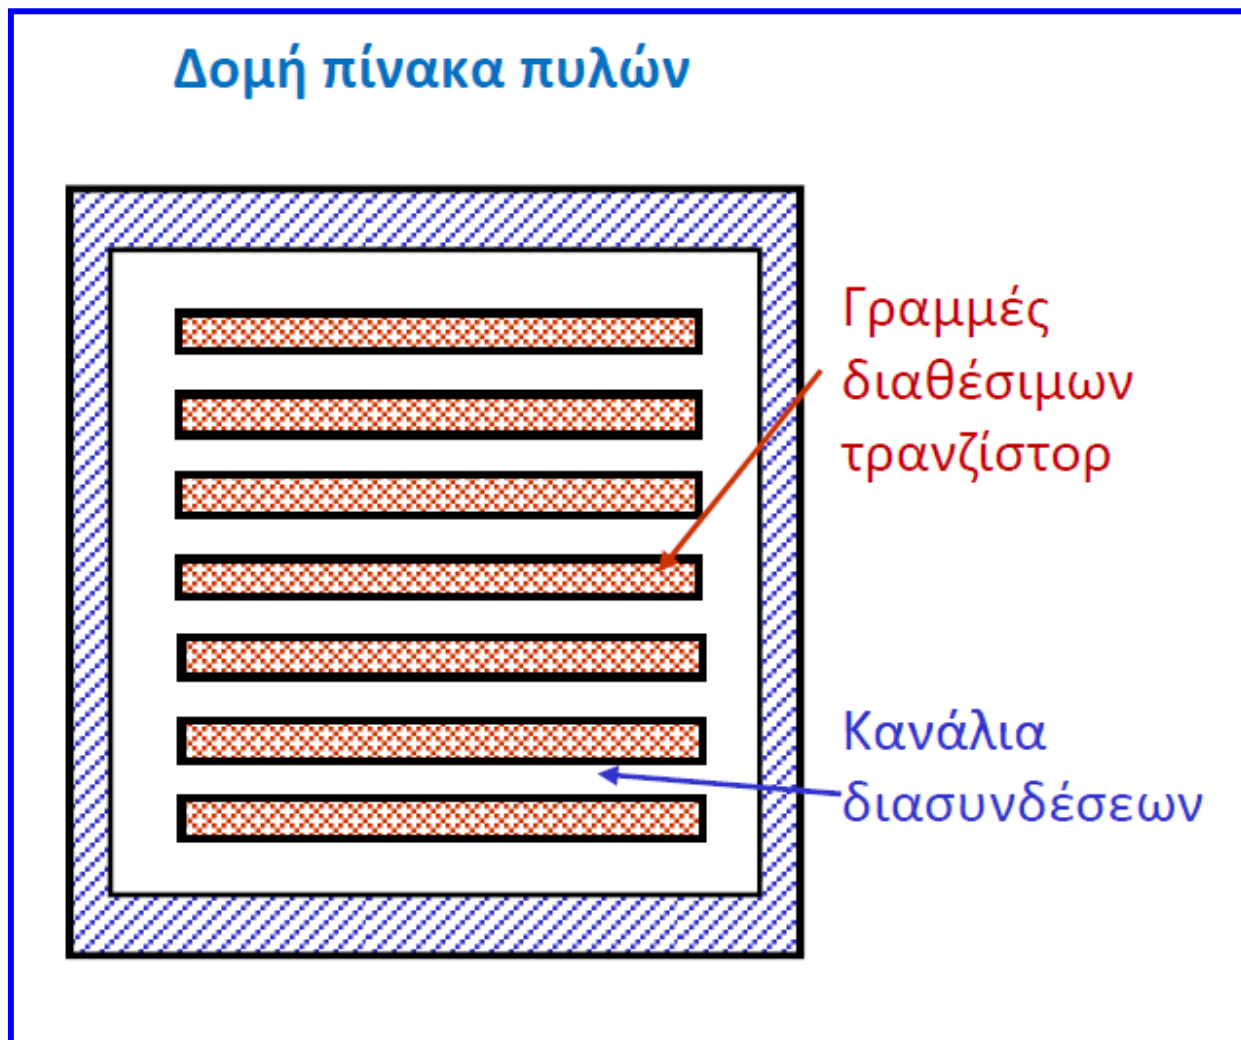 Δομή πίνακα πυλών
Γραμμές
διαθέσιμων
τρανζίστορ
Κανάλια
διασυνδέσεων